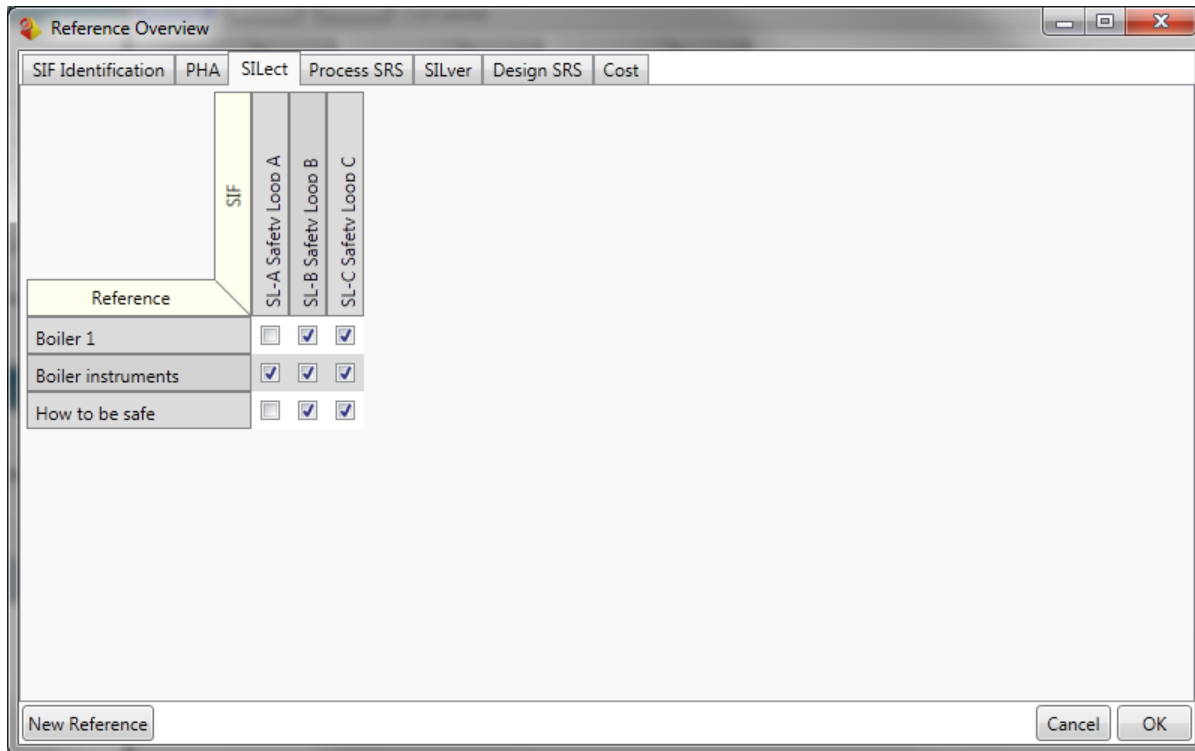 Reference Overview
SIF Identification PHA SILect Process SRS SILver Design SRS Cost
SIF
SL-A Safety Loop A
SL-B Safety Loop B
SL-C Safety Loop C
Reference
Boiler 1
Boiler instruments
How to be safe
New Reference Cancel OK